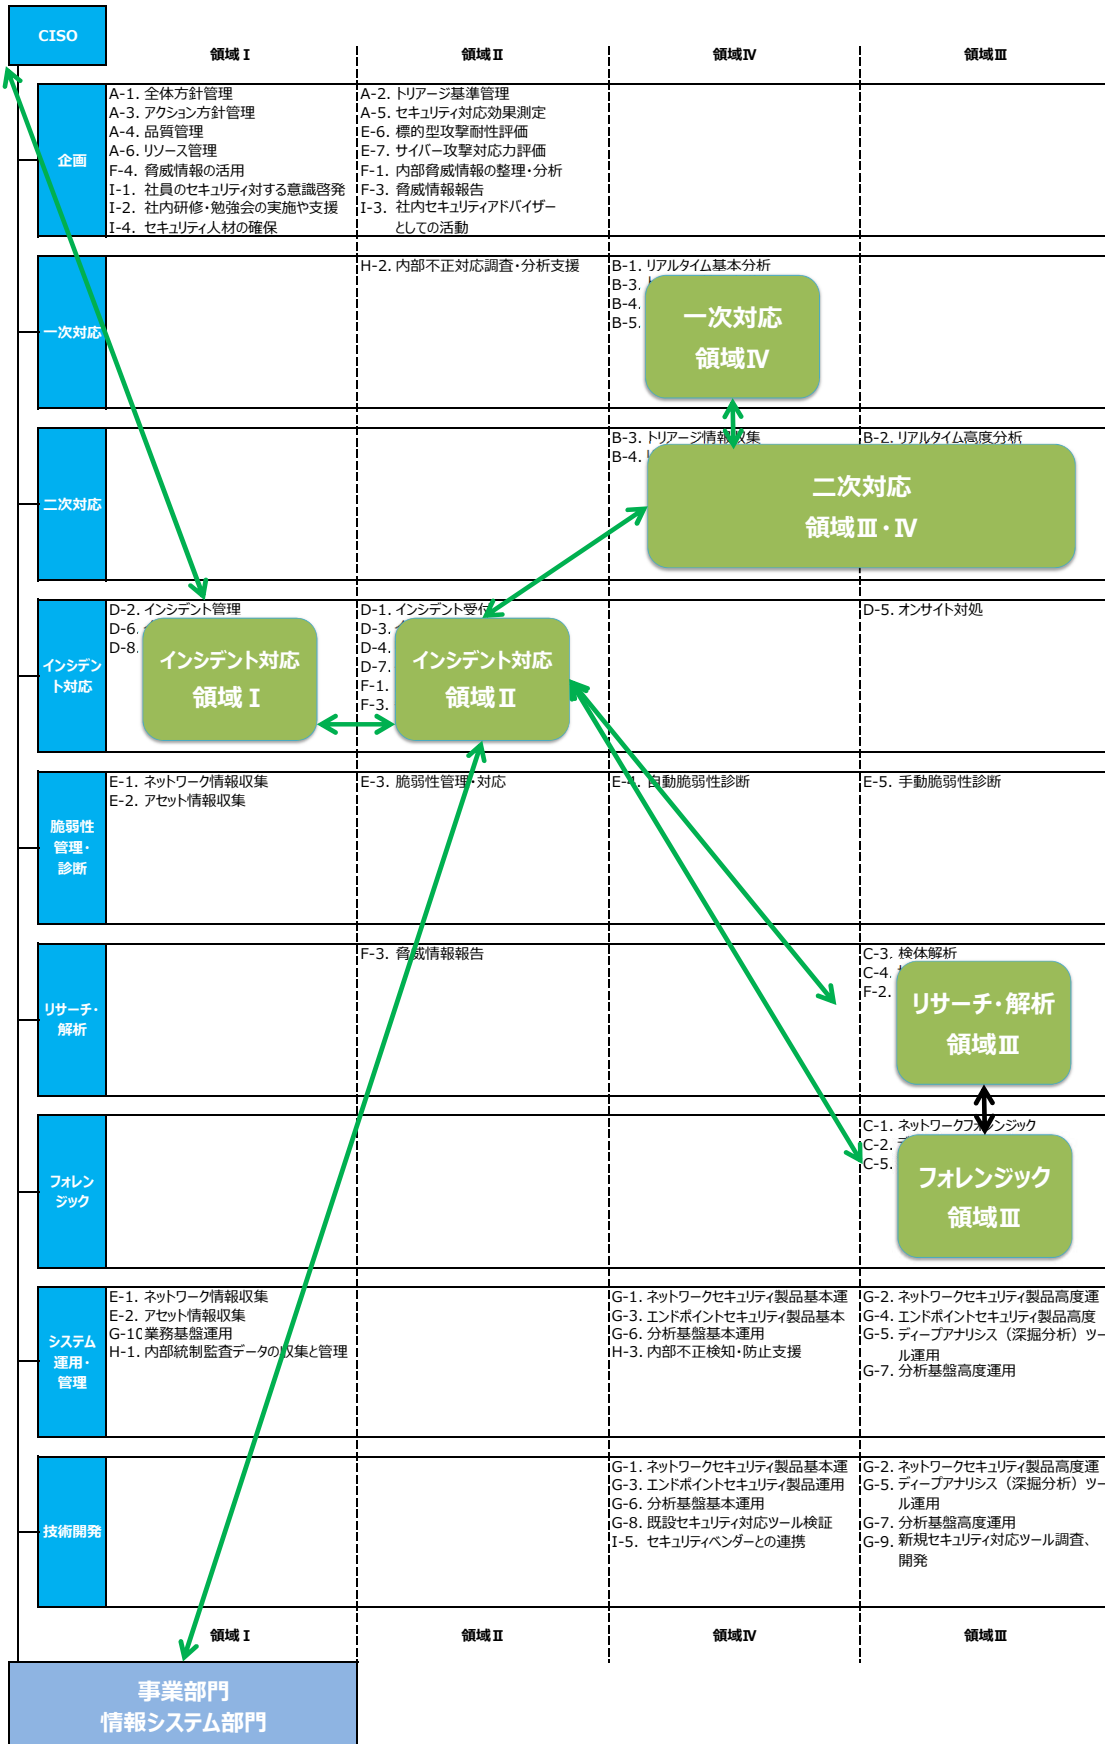 CISO
領域Ⅰ
領域Ⅱ
領域Ⅳ
領域Ⅲ
企画
A-1. 全体方針管理
A-3. アクション方針管理
A-4. 品質管理
A-6. リソース管理
F-4. 脅威情報の活用
I-1. 社員のセキュリティ対する意識啓発
I-2. 社内研修・勉強会の実施や支援
I-4. セキュリティ人材の確保
A-2. トリアージ基準管理
A-5. セキュリティ対応効果測定
E-6. 標的型攻撃耐性評価
E-7. サイバー攻撃対応力評価
F-1. 内部脅威情報の整理・分析
F-3. 脅威情報報告
I-3. 社内セキュリティアドバイザー
としての活動
一次対応
H-2. 内部不正対応調査・分析支援
B-1. リアルタイム基本分析
B-3.
B-4.
B-5.
一次対応
領域Ⅳ
二次対応
B-3. トリアージ情報収集
B-4.
B-2. リアルタイム高度分析
二次対応
領域Ⅲ・Ⅳ
インシデン
ト対応
D-2. インシデント管理
D-6.
D-8.
インシデント対応
領域Ⅰ
D-1. インシデント受付
D-3.
D-4.
D-7.
F-1.
F-3.
インシデント対応
領域Ⅱ
D-5. オンサイト対処
脆弱性
管理・
診断
E-1. ネットワーク情報収集
E-2. アセット情報収集
E-3. 脆弱性管理・対応
E-4. 自動脆弱性診断
E-5. 手動脆弱性診断
リサーチ・
解析
F-3. 脅威情報報告
C-3. 検体解析
C-4.
F-2.
リサーチ・解析
領域Ⅲ
フォレン
ジック
C-1. ネットワークフォレンジック
C-2.
C-5.
フォレンジック
領域Ⅲ
システム
運用・
管理
E-1. ネットワーク情報収集
E-2. アセット情報収集
G-10 業務基盤運用
H-1. 内部統制監査データの収集と管理
G-1. ネットワークセキュリティ製品基本運
G-3. エンドポイントセキュリティ製品基本
G-6. 分析基盤基本運用
H-3. 内部不正検知・防止支援
G-2. ネットワークセキュリティ製品高度運
G-4. エンドポイントセキュリティ製品高度
G-5. ディープアナリシス（深掘分析）ツー
ル運用
G-7. 分析基盤高度運用
技術開発
G-1. ネットワークセキュリティ製品基本運
G-3. エンドポイントセキュリティ製品運用
G-6. 分析基盤基本運用
G-8. 既設セキュリティ対応ツール検証
I-5. セキュリティベンダーとの連携
G-2. ネットワークセキュリティ製品高度運
G-5. ディープアナリシス（深掘分析）ツー
ル運用
G-7. 分析基盤高度運用
G-9. 新規セキュリティ対応ツール調査、
開発
領域Ⅰ
領域Ⅱ
領域Ⅳ
領域Ⅲ
事業部門
情報システム部門